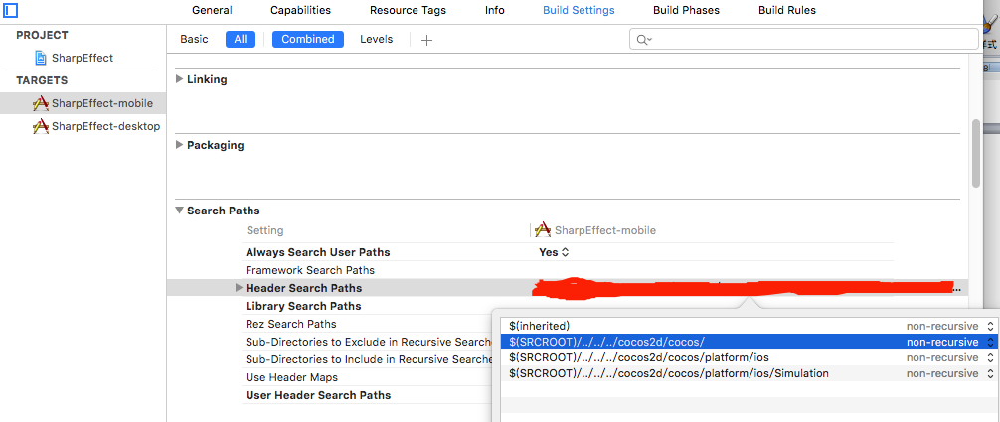 General Capabilities Resource Tags Info Build Settings Build Phases Build Rules
PROJECT
SharpEffect
TARGETS
SharpEffect-mobile
SharpEffect-desktop
Basic All Combined Levels +
Linking
Packaging
Search Paths
Setting SharpEffect-mobile
Always Search User Paths Yes
Framework Search Paths
Header Search Paths ...
Library Search Paths
Rez Search Paths
Sub-Directories to Exclude in Recursive Searche
Sub-Directories to Include in Recursive Searche
Use Header Maps
User Header Search Paths
$(inherited) non-recursive
$(SRCROOT)/../../../cocos2d/cocos/ non-recursive
$(SRCROOT)/../../../cocos2d/cocos/platform/ios non-recursive
$(SRCROOT)/../../../cocos2d/cocos/platform/ios/Simulation non-recursive
样式
8